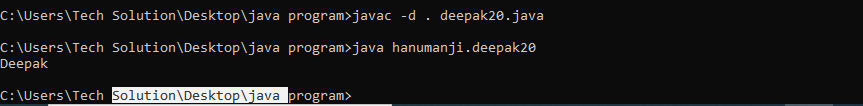 C:\Users\Tech Solution\Desktop\java program>javac -d . deepak20.java
C:\Users\Tech Solution\Desktop\java program>java hanumanji.deepak20
Deepak
C:\Users\Tech Solution\Desktop\java program>